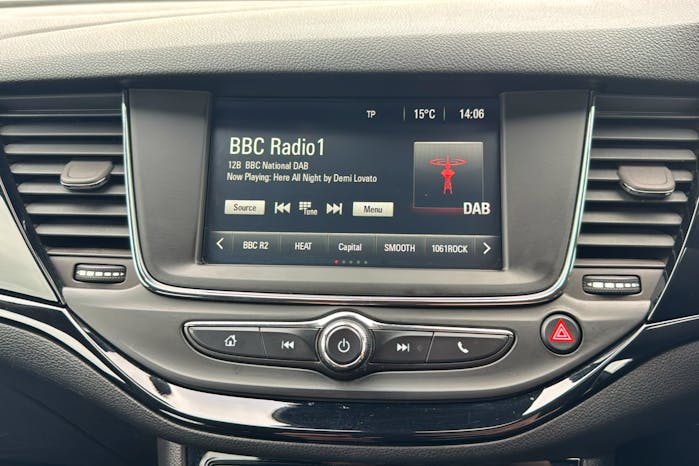 TP 15°C 14:06
BBC Radio1
12B BBC National DAB
Now Playing: Here All Night by Demi Lovato
DAB
Source Tune Menu
BBC R2 HEAT Capital SMOOTH 1061ROCK